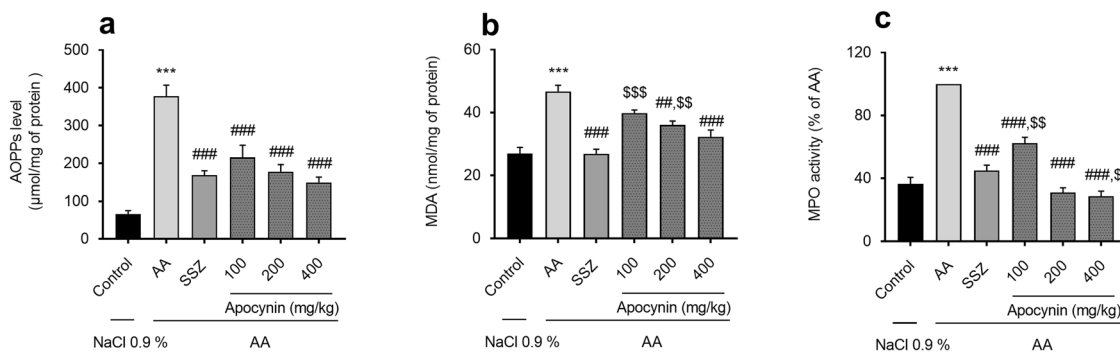 a
500
400
300
200
100
0
AOPPs level
(μmol/mg of protein )
***
###
###
###
###
Control
AA
SSZ
100
200
400
Apocynin (mg/kg)
NaCl 0.9 %
AA
b
60
40
20
0
MDA (nmol/mg of protein)
***
###
$$$
##,$$
###
Control
AA
SSZ
100
200
400
Apocynin (mg/kg)
NaCl 0.9 %
AA
c
120
80
40
0
MPO activity (% of AA)
***
###
###,$$
###
###,$
Control
AA
SSZ
100
200
400
Apocynin (mg/kg)
NaCl 0.9 %
AA